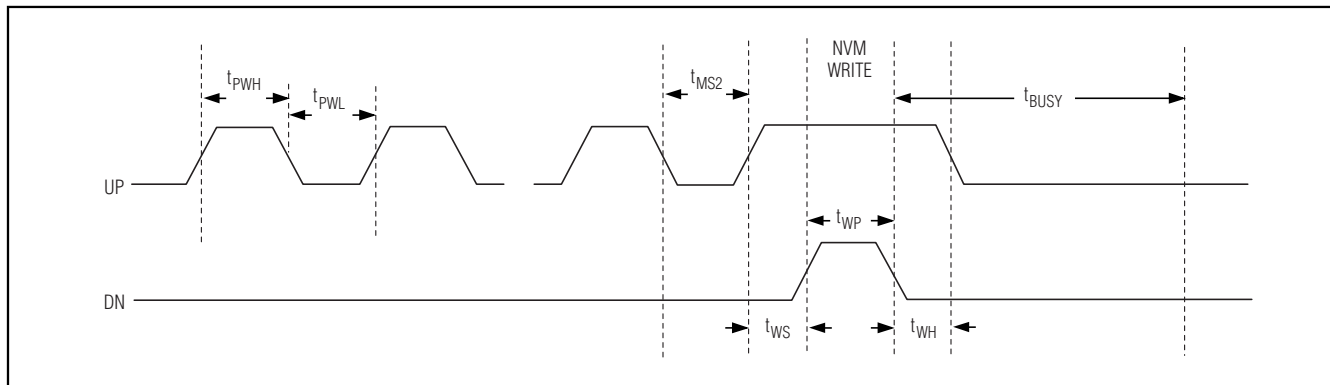 NVM
WRITE
tPWH
tPWL
tMS2
tBUSY
UP
tWP
DN
tWS
tWH